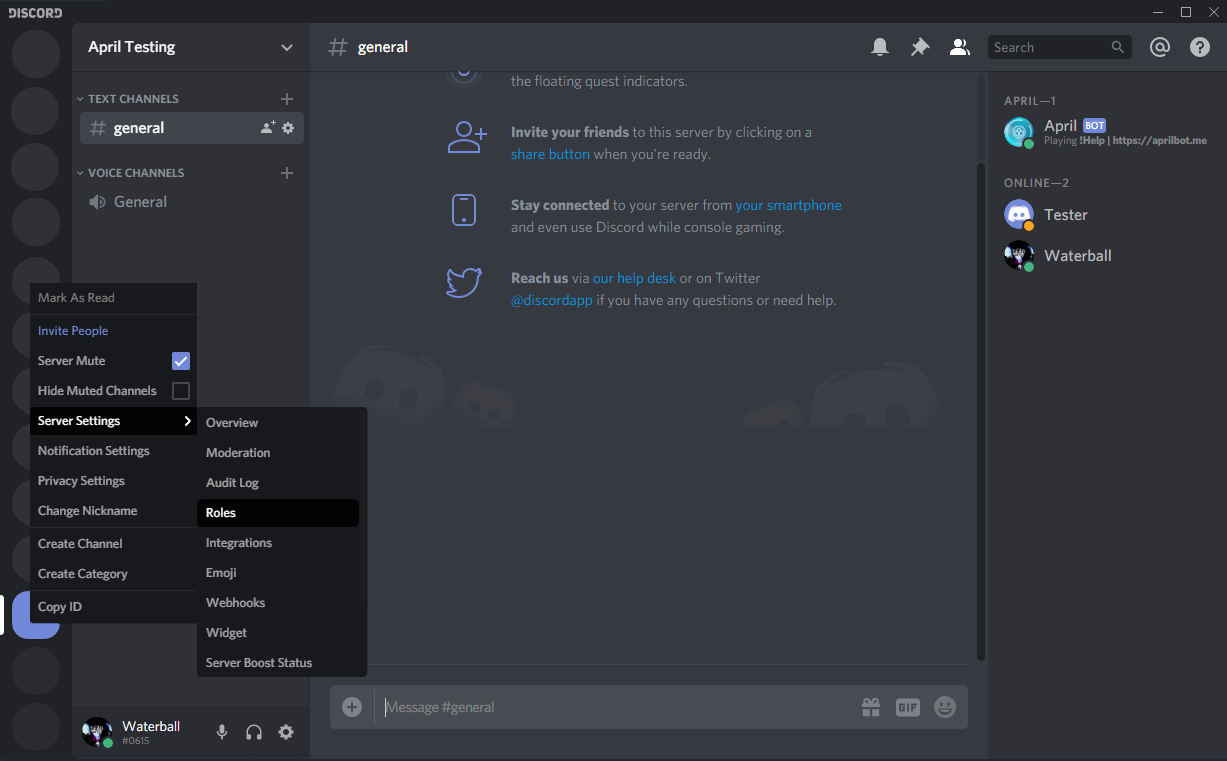 DISCORD
April Testing
# general
Search
TEXT CHANNELS
# general
VOICE CHANNELS
General
Mark As Read
Invite People
Server Mute
Hide Muted Channels
Server Settings
Notification Settings
Privacy Settings
Change Nickname
Create Channel
Create Category
Copy ID
Overview
Moderation
Audit Log
Roles
Integrations
Emoji
Webhooks
Widget
Server Boost Status
Waterball
#0615
the floating quest indicators.
Invite your friends to this server by clicking on a
share button when you're ready.
Stay connected to your server from your smartphone
and even use Discord while console gaming.
Reach us via our help desk or on Twitter
@discordapp if you have any questions or need help.
Message #general
GIF
APRIL—1
April BOT
Playing !Help | https://aprilbot.me
ONLINE—2
Tester
Waterball